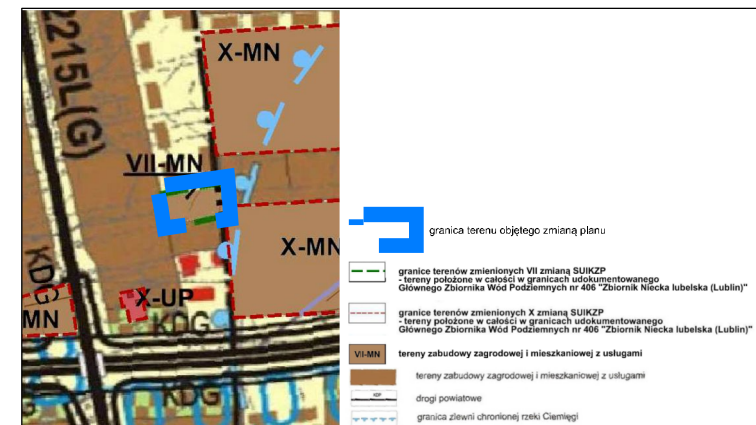 2215L(G)
X-MN
VII-MN
X-MN
KDG
X-UP
MN
KDG
KDG
granica terenu objętego zmianą planu
granice terenów zmienionych VII zmianą SUIKZP
- tereny położone w całości w granicach udokumentowanego
Głównego Zbiornika Wód Podziemnych nr 406 "Zbiornik Niecka lubelska (Lublin)"
granice terenów zmienionych X zmianą SUIKZP
- tereny położone w całości w granicach udokumentowanego
Głównego Zbiornika Wód Podziemnych nr 406 "Zbiornik Niecka lubelska (Lublin)"
VII-MN tereny zabudowy zagrodowej i mieszkaniowej z usługami
tereny zabudowy zagrodowej i mieszkaniowej z usługami
KDP drogi powiatowe
granica zlewni chronionej rzeki Ciemięgi